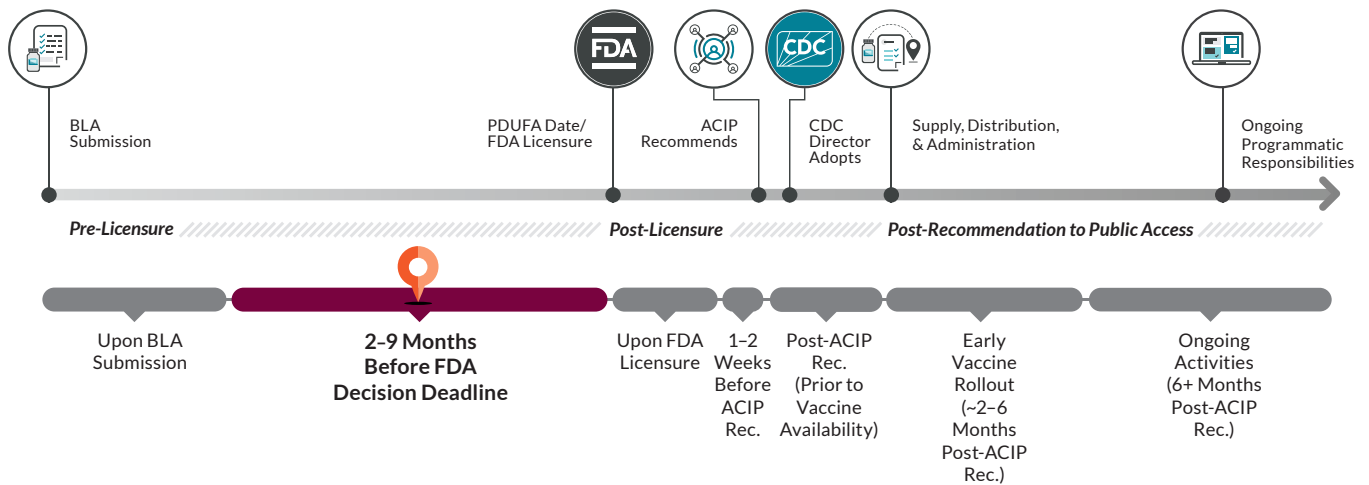 FDA
CDC
BLA
Submission
PDUFA Date/
FDA Licensure
ACIP
Recommends
CDC
Director
Adopts
Supply, Distribution,
& Administration
Ongoing
Programmatic
Responsibilities
Pre-Licensure
Post-Licensure
Post-Recommendation to Public Access
Upon BLA
Submission
2–9 Months
Before FDA
Decision Deadline
Upon FDA
Licensure
1–2
Weeks
Before
ACIP
Rec.
Post-ACIP
Rec.
(Prior to
Vaccine
Availability)
Early
Vaccine
Rollout
(~2–6
Months
Post-ACIP
Rec.)
Ongoing
Activities
(6+ Months
Post-ACIP
Rec.)